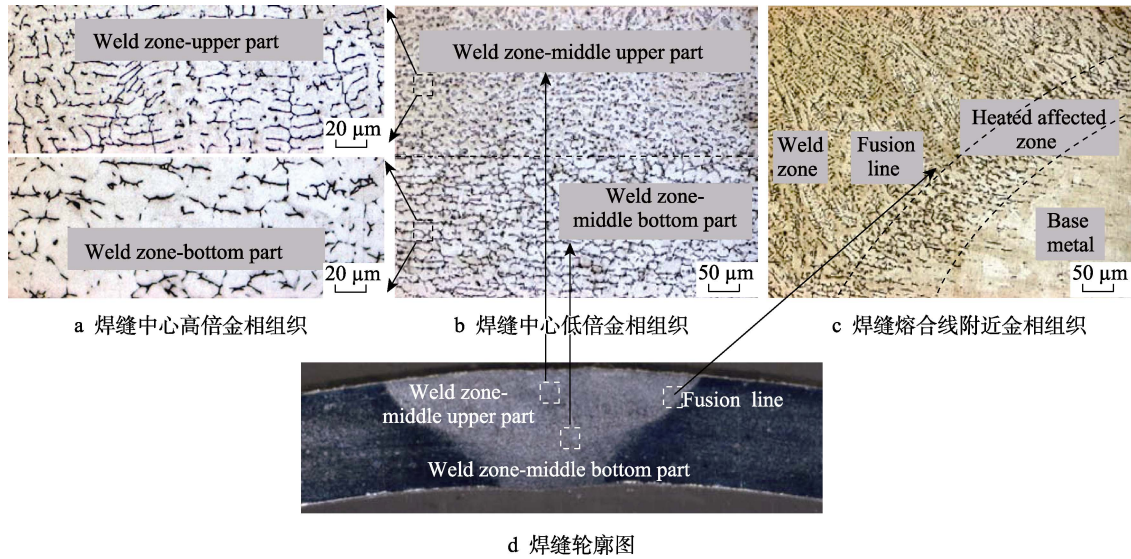 Weld zone-upper part
20 μm
Weld zone-bottom part
20 μm
a 焊缝中心高倍金相组织
Weld zone-middle upper part
Weld zone-
middle bottom part
50 μm
b 焊缝中心低倍金相组织
Weld
zone
Fusion
line
Heated affected
zone
Base
metal
50 μm
c 焊缝熔合线附近金相组织
Weld zone-
middle upper part
Fusion line
Weld zone-middle bottom part
d 焊缝轮廓图